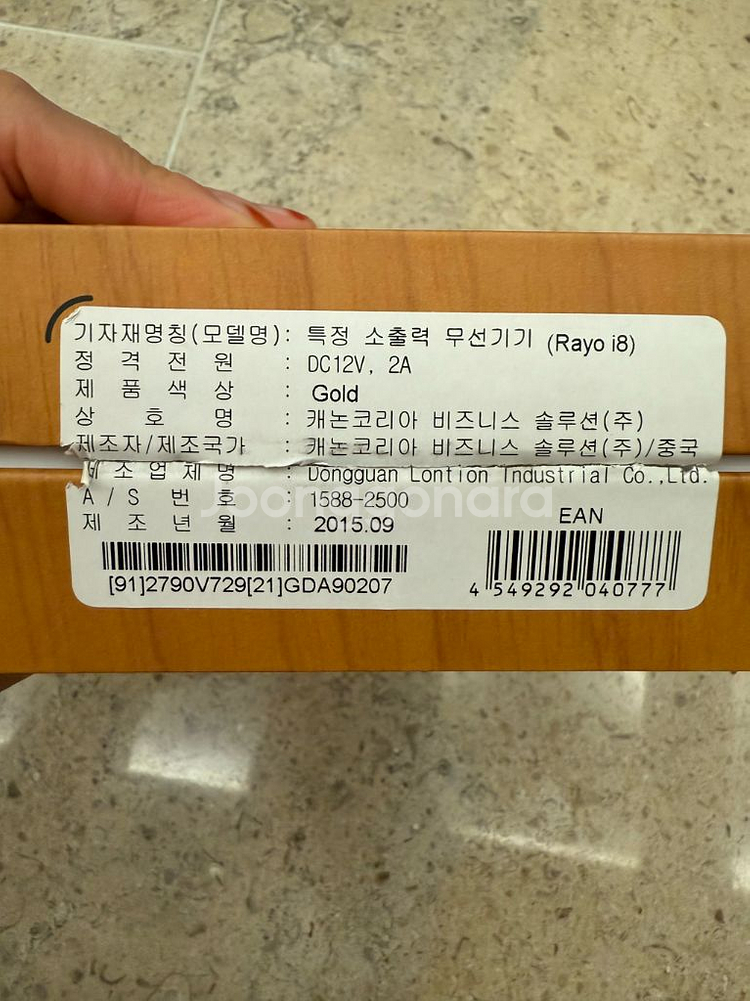 기자재명칭(모델명): 특정 소출력 무선기기 (Rayo i8)
정 격 전 원 : DC12V, 2A
제 품 색 상 : Gold
상 호 명 : 캐논코리아 비즈니스 솔루션(주)
제조자/제조국가 : 캐논코리아 비즈니스 솔루션(주)/중국
제 조 업 체 명 : Dongguan Lontion Industrial Co.,Ltd.
A / S 번 호 : 1588-2500
제 조 년 월 : 2015.09
EAN
[91]2790V729[21]GDA90207
4 549292 040777
Joongonara